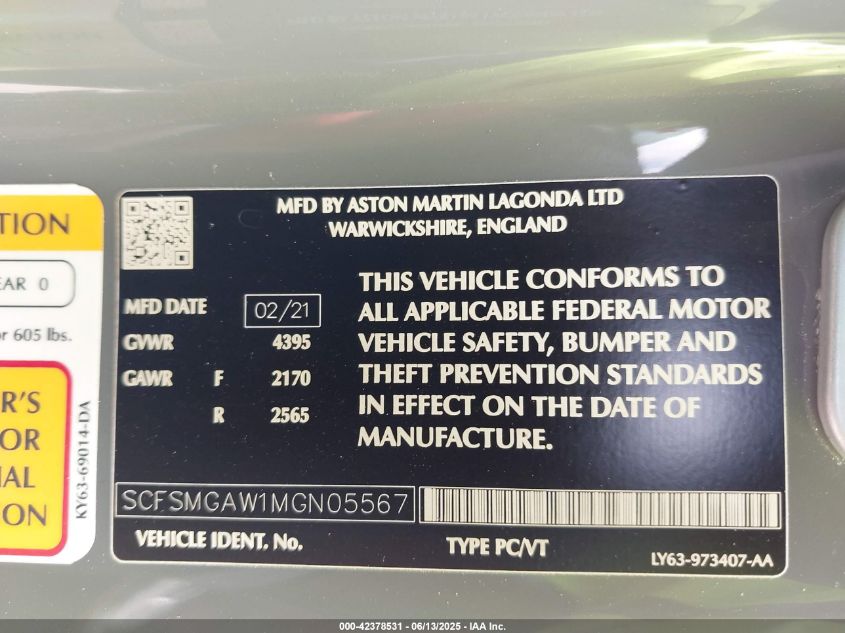 MFD BY ASTON MARTIN LAGONDA LTD
WARWICKSHIRE, ENGLAND
THIS VEHICLE CONFORMS TO
ALL APPLICABLE FEDERAL MOTOR
VEHICLE SAFETY, BUMPER AND
THEFT PREVENTION STANDARDS
IN EFFECT ON THE DATE OF
MANUFACTURE.
MFD DATE 02/21
GVWR 4395
GAWR F 2170
R 2565
SCFSMGAW1MGN05567
VEHICLE IDENT. No.
TYPE PC/VT
LY63-973407-AA
TION
EAR 0
or 605 lbs.
R'S
OR
IAL
ON
KY63-69014-DA
000-42378531 - 06/13/2025 - IAA Inc.